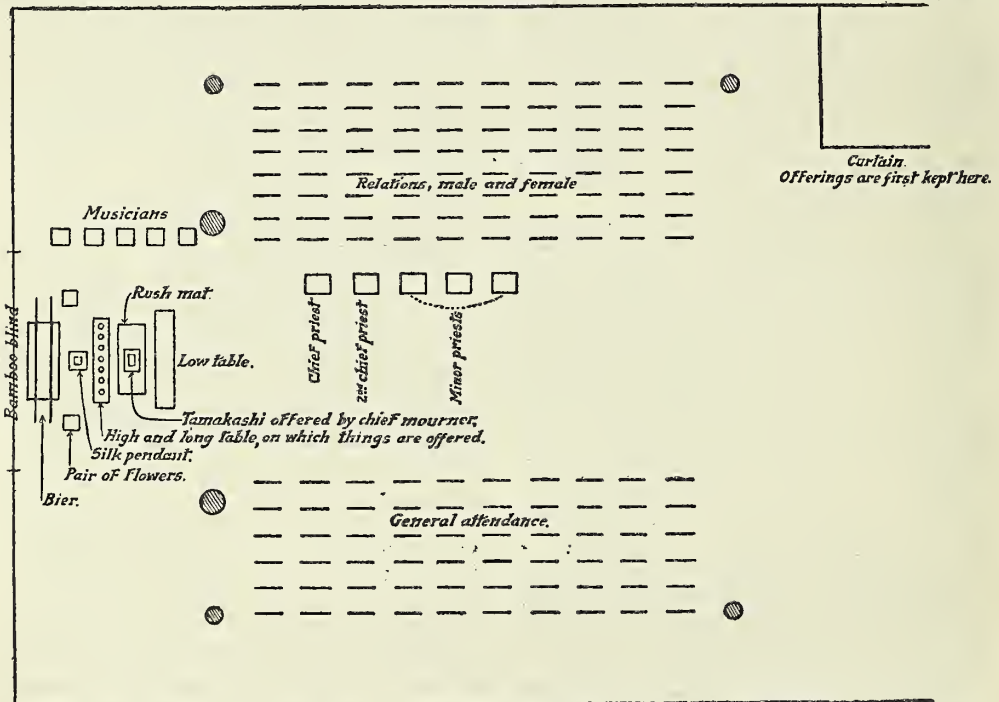 Curtain.
Offerings are first kept here.
Relations, male and female
Musicians
Bamboo blind
Rush mat.
Low table.
Chief priest
2nd chief priest
Minor priests
Tamakashi offered by chief mourner.
High and long table, on which things are offered.
Silk pendant.
Pair of Flowers.
Bier.
General attendance.